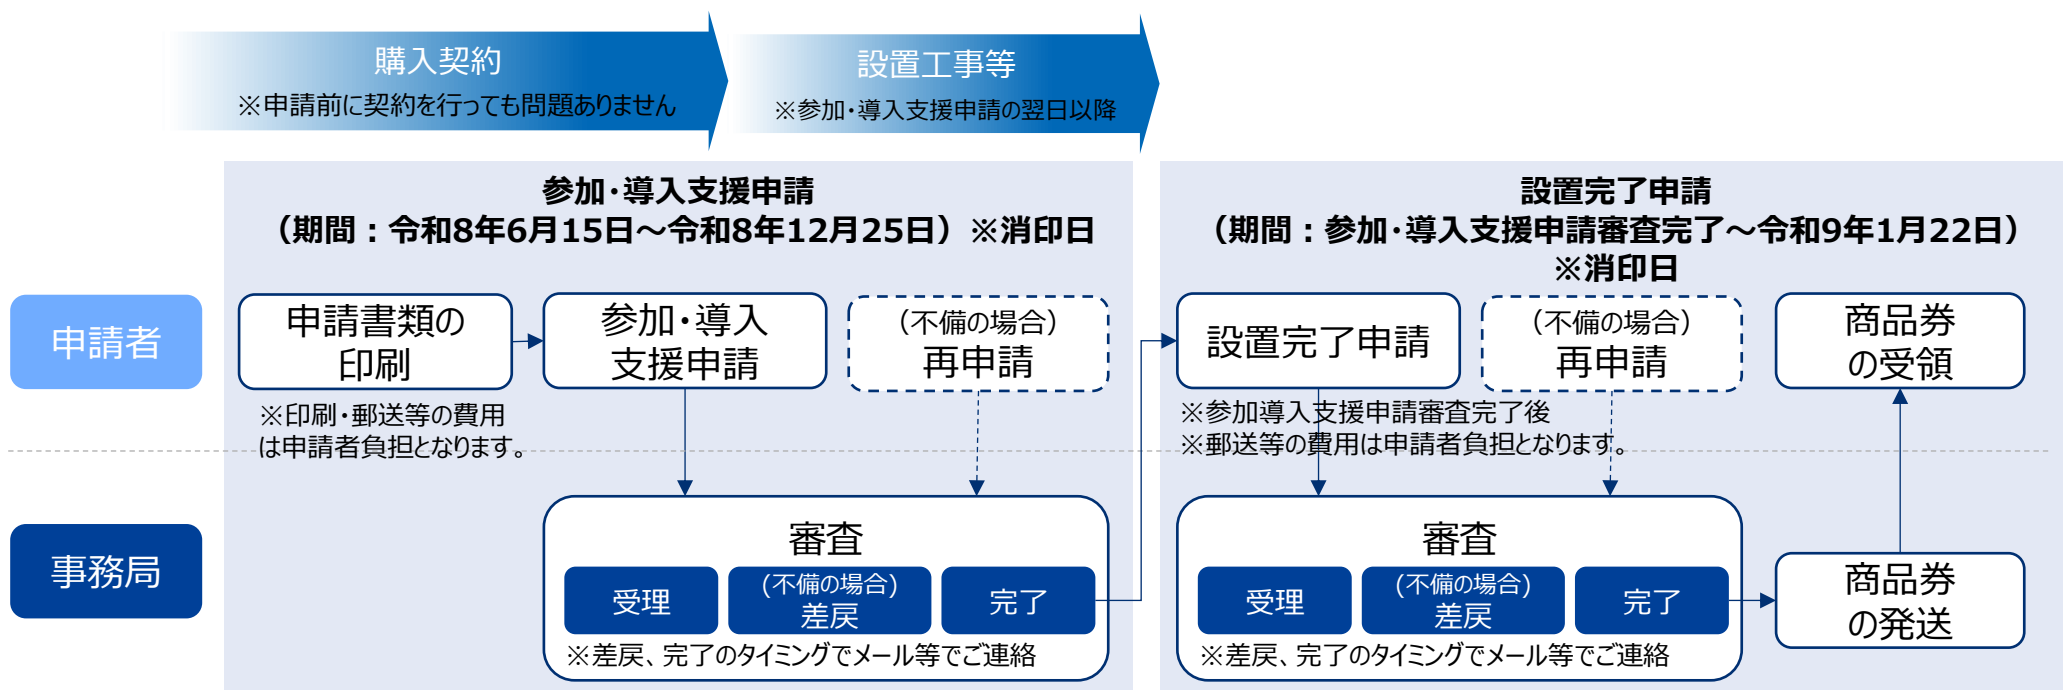 購入契約
※申請前に契約を行っても問題ありません
設置工事等
※参加・導入支援申請の翌日以降
参加・導入支援申請
（期間：令和8年6月15日～令和8年12月25日）※消印日
設置完了申請
（期間：参加・導入支援申請審査完了～令和9年1月22日）
※消印日
申請者
申請書類の
印刷
※印刷・郵送等の費用
は申請者負担となります。
参加・導入
支援申請
（不備の場合）
再申請
設置完了申請
※参加導入支援申請審査完了後
※郵送等の費用は申請者負担となります。
（不備の場合）
再申請
商品券
の受領
事務局
審査
受理
（不備の場合）
差戻
完了
※差戻、完了のタイミングでメール等でご連絡
審査
受理
（不備の場合）
差戻
完了
※差戻、完了のタイミングでメール等でご連絡
商品券
の発送